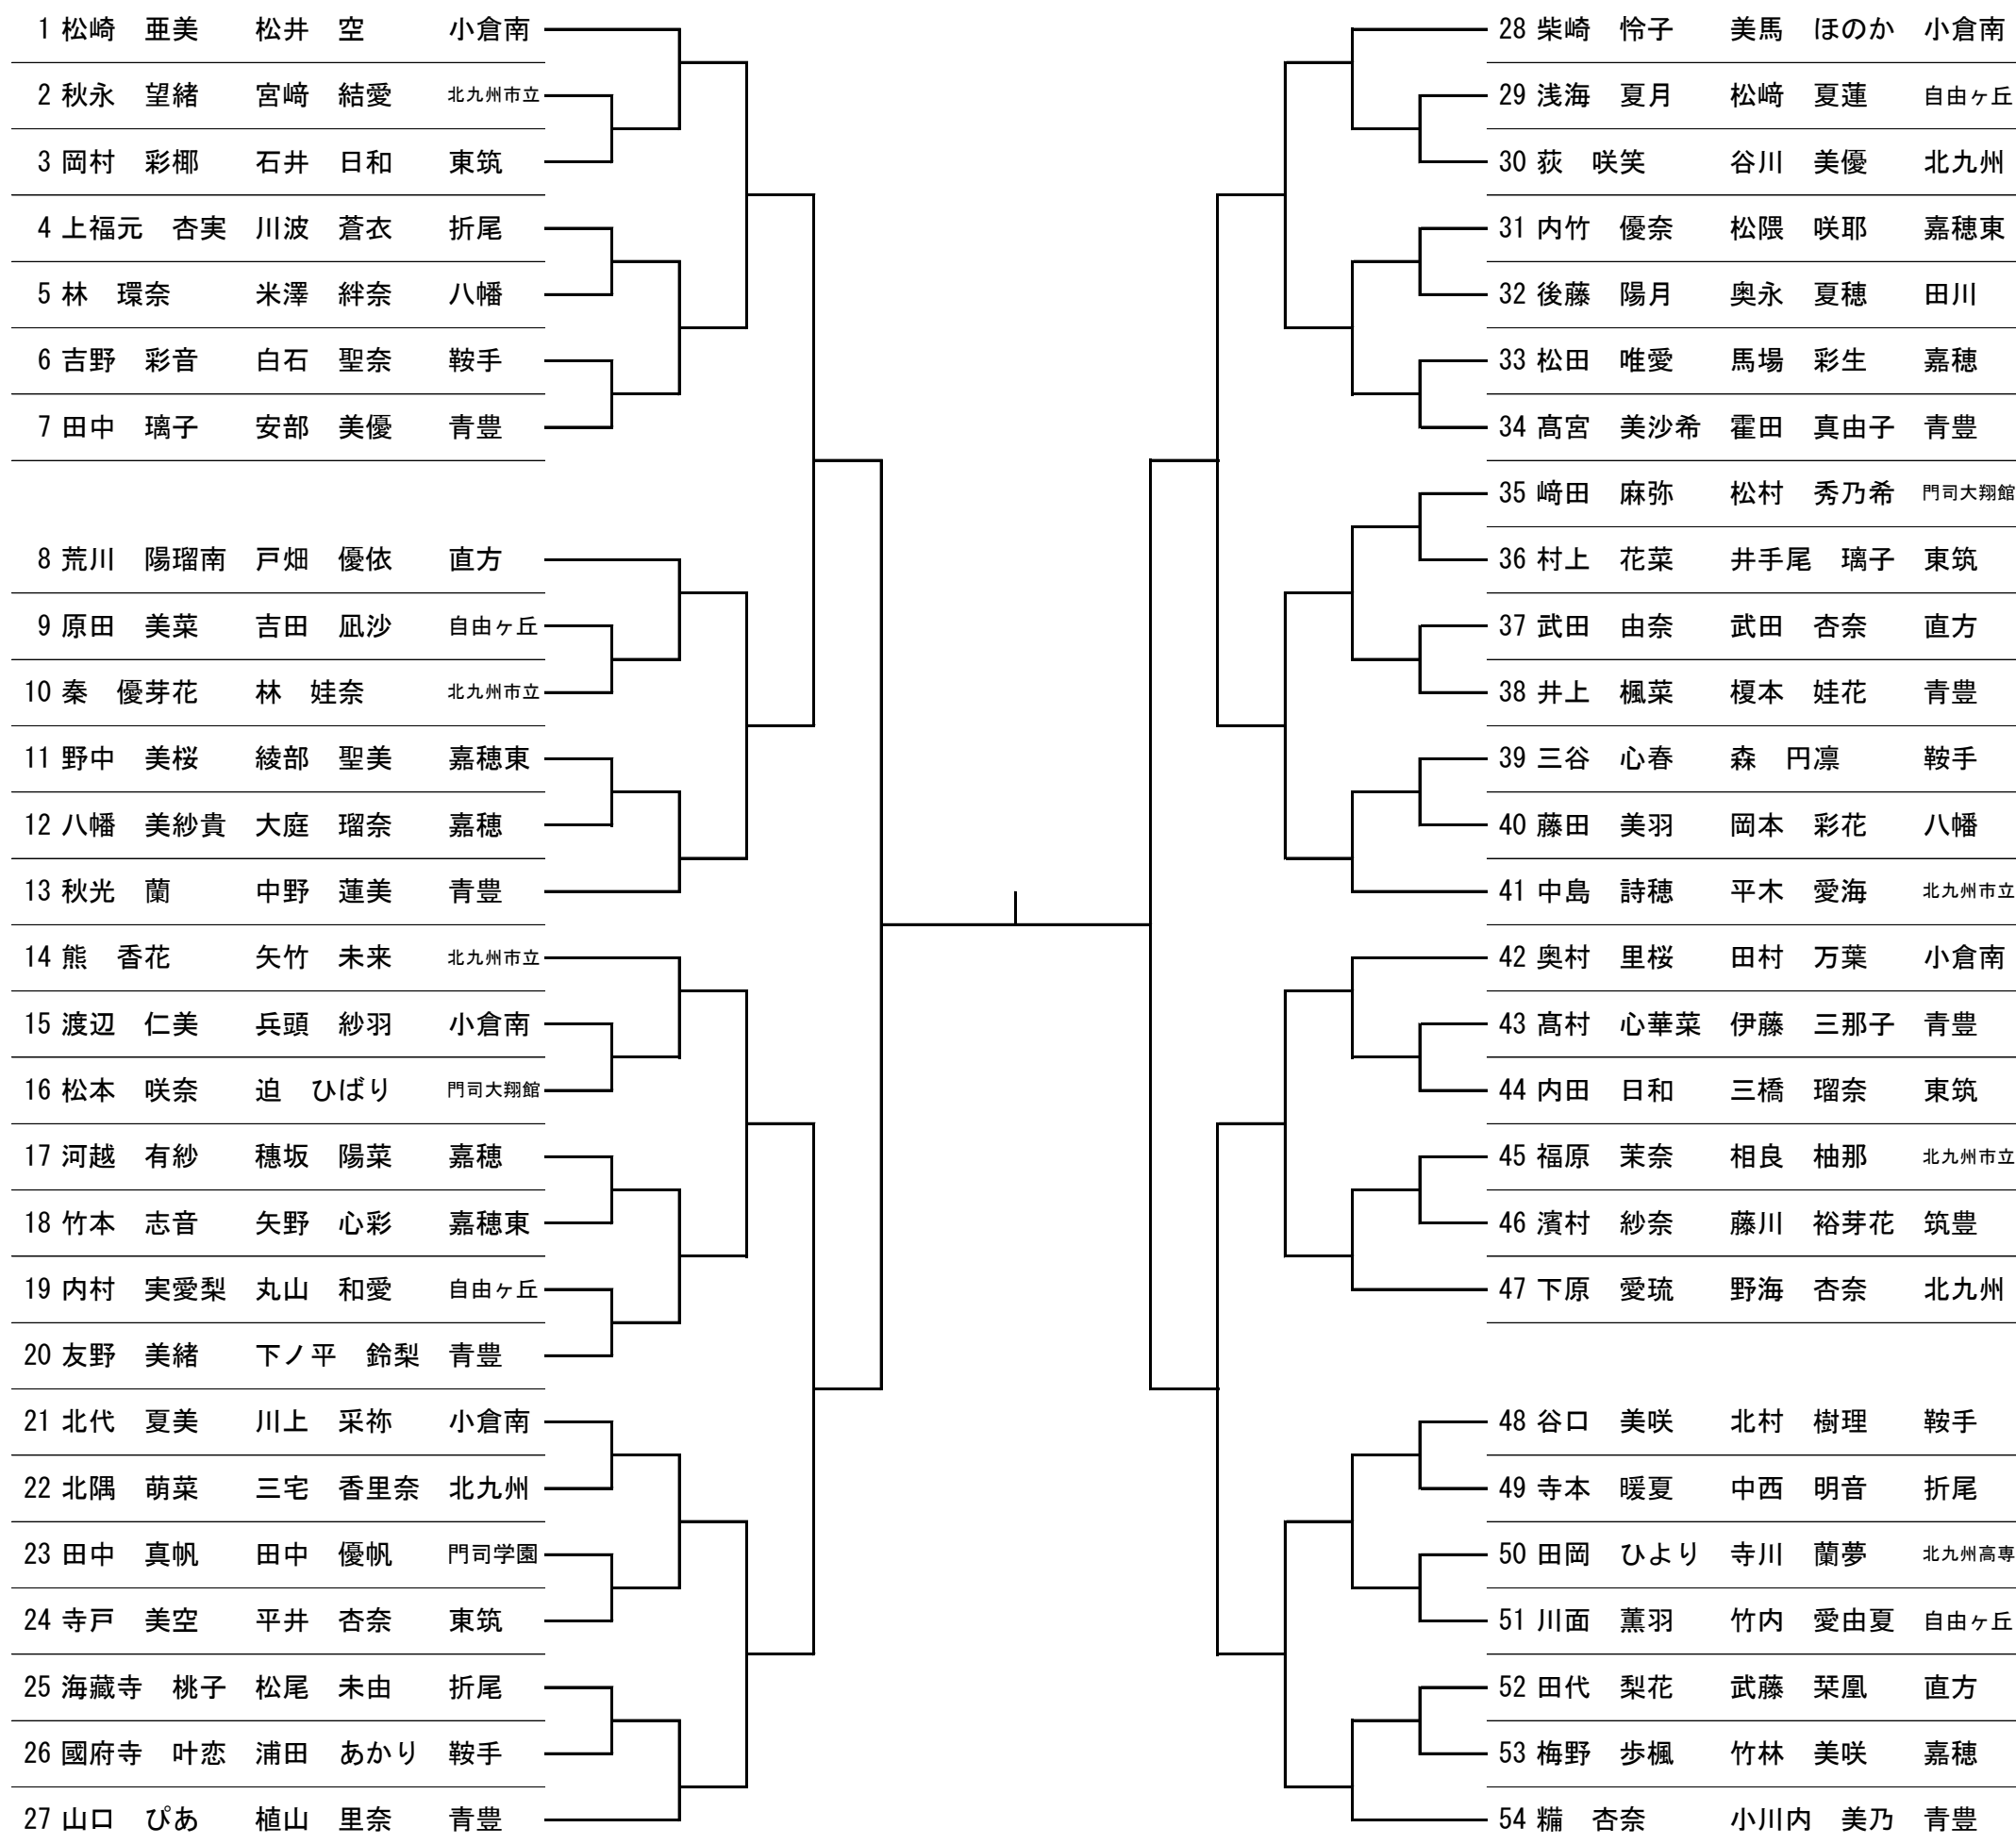 1 松崎　亜美　松井　空　小倉南
2 秋永　望緒　宮﨑　結愛　北九州市立
3 岡村　彩椰　石井　日和　東筑
4 上福元　杏実　川波　蒼衣　折尾
5 林　環奈　米澤　絆奈　八幡
6 吉野　彩音　白石　聖奈　鞍手
7 田中　璃子　安部　美優　青豊
8 荒川　陽瑠南　戸畑　優依　直方
9 原田　美菜　吉田　凪沙　自由ヶ丘
10 秦　優芽花　林　娃奈　北九州市立
11 野中　美桜　綾部　聖美　嘉穂東
12 八幡　美紗貴　大庭　瑠奈　嘉穂
13 秋光　蘭　中野　蓮美　青豊
14 熊　香花　矢竹　未来　北九州市立
15 渡辺　仁美　兵頭　紗羽　小倉南
16 松本　咲奈　迫　ひばり　門司大翔館
17 河越　有紗　穂坂　陽菜　嘉穂
18 竹本　志音　矢野　心彩　嘉穂東
19 内村　実愛梨　丸山　和愛　自由ヶ丘
20 友野　美緒　下ノ平　鈴梨　青豊
21 北代　夏美　川上　采祢　小倉南
22 北隅　萌菜　三宅　香里奈　北九州
23 田中　真帆　田中　優帆　門司学園
24 寺戸　美空　平井　杏奈　東筑
25 海藏寺　桃子　松尾　未由　折尾
26 國府寺　叶恋　浦田　あかり　鞍手
27 山口　ぴあ　植山　里奈　青豊
28 柴崎　怜子　美馬　ほのか　小倉南
29 浅海　夏月　松﨑　夏蓮　自由ヶ丘
30 荻　咲笑　谷川　美優　北九州
31 内竹　優奈　松隈　咲耶　嘉穂東
32 後藤　陽月　奥永　夏穂　田川
33 松田　唯愛　馬場　彩生　嘉穂
34 髙宮　美沙希　霍田　真由子　青豊
35 﨑田　麻弥　松村　秀乃希　門司大翔館
36 村上　花菜　井手尾　璃子　東筑
37 武田　由奈　武田　杏奈　直方
38 井上　楓菜　榎本　娃花　青豊
39 三谷　心春　森　円凛　鞍手
40 藤田　美羽　岡本　彩花　八幡
41 中島　詩穂　平木　愛海　北九州市立
42 奥村　里桜　田村　万葉　小倉南
43 髙村　心華菜　伊藤　三那子　青豊
44 内田　日和　三橋　瑠奈　東筑
45 福原　茉奈　相良　柚那　北九州市立
46 濱村　紗奈　藤川　裕芽花　筑豊
47 下原　愛琉　野海　杏奈　北九州
48 谷口　美咲　北村　樹理　鞍手
49 寺本　暖夏　中西　明音　折尾
50 田岡　ひより　寺川　蘭夢　北九州高専
51 川面　薫羽　竹内　愛由夏　自由ヶ丘
52 田代　梨花　武藤　栞凰　直方
53 梅野　歩楓　竹林　美咲　嘉穂
54 糒　杏奈　小川内　美乃　青豊